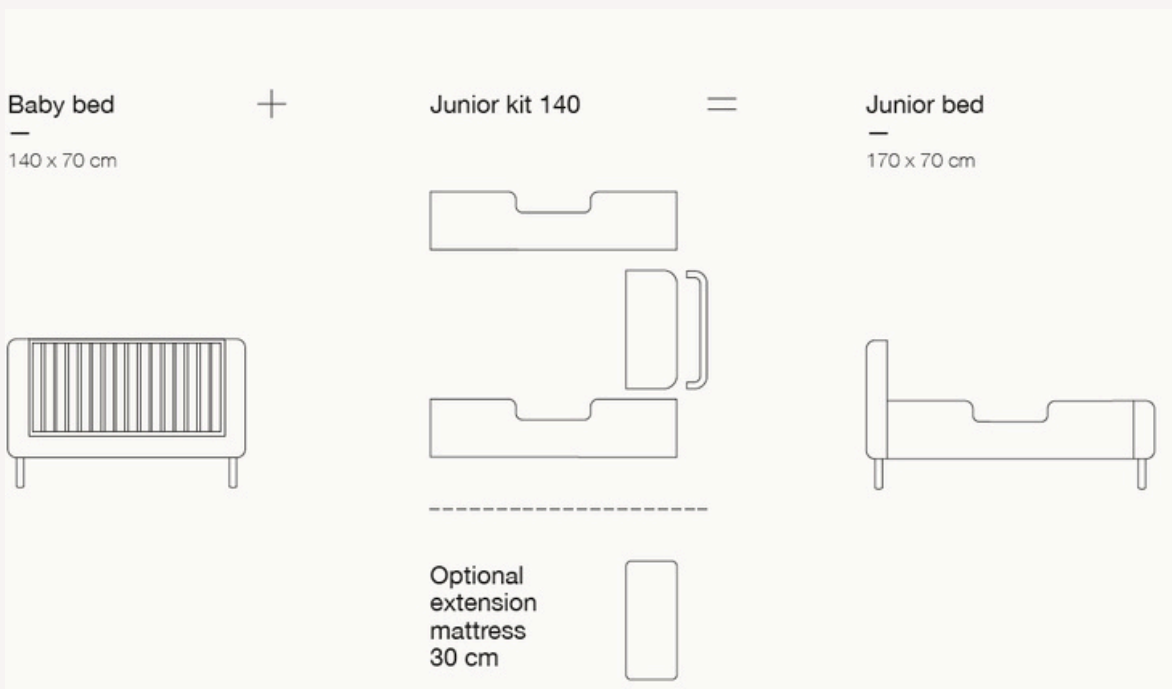 Baby bed
140 x 70 cm
+
Junior kit 140
=
Junior bed
170 x 70 cm
Optional
extension
mattress
30 cm